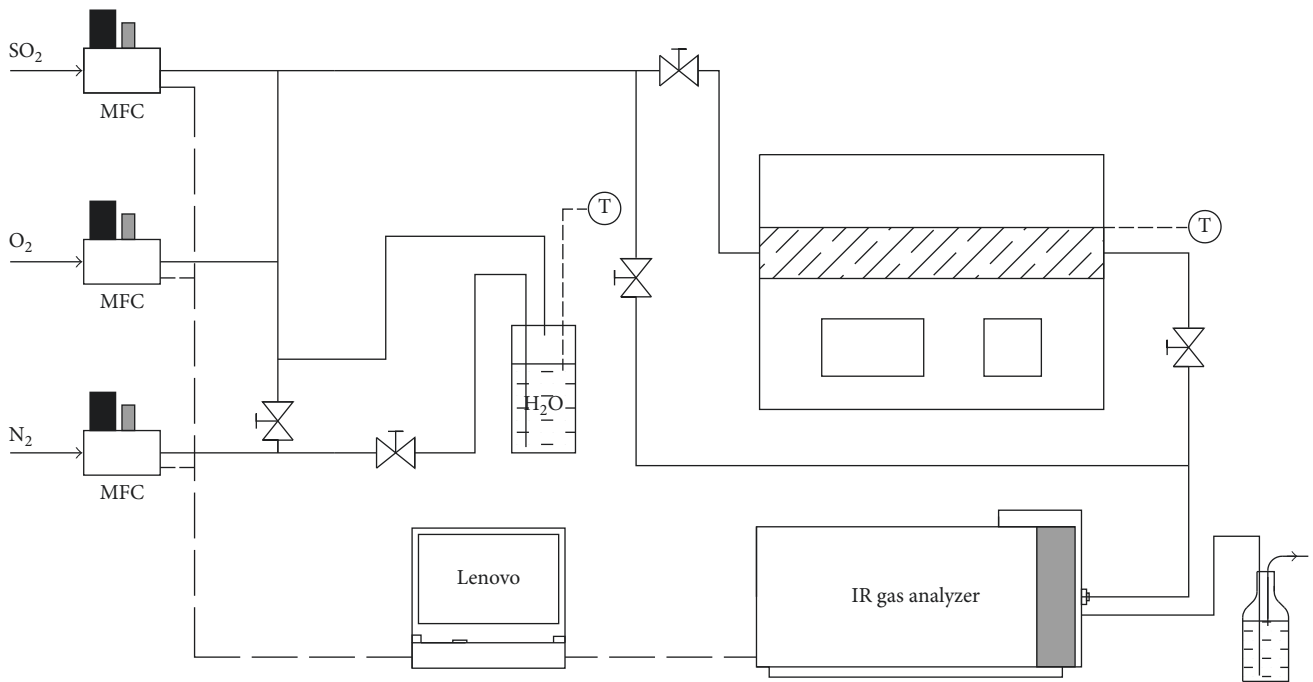 SO₂
MFC
T
O₂
T
MFC
H₂O
N₂
MFC
Lenovo
IR gas analyzer